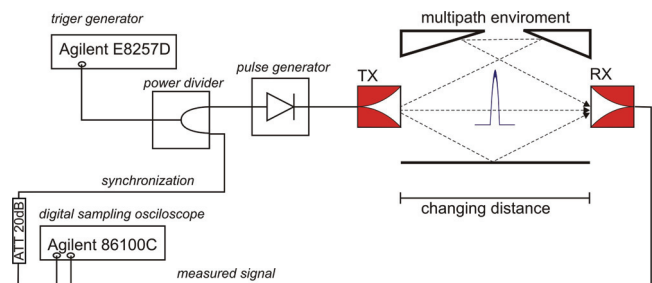 triger generator
Agilent E8257D
power divider
pulse generator
multipath enviroment
TX
RX
synchronization
changing distance
ATT 20dB
digital sampling osciloscope
Agilent 86100C
measured signal